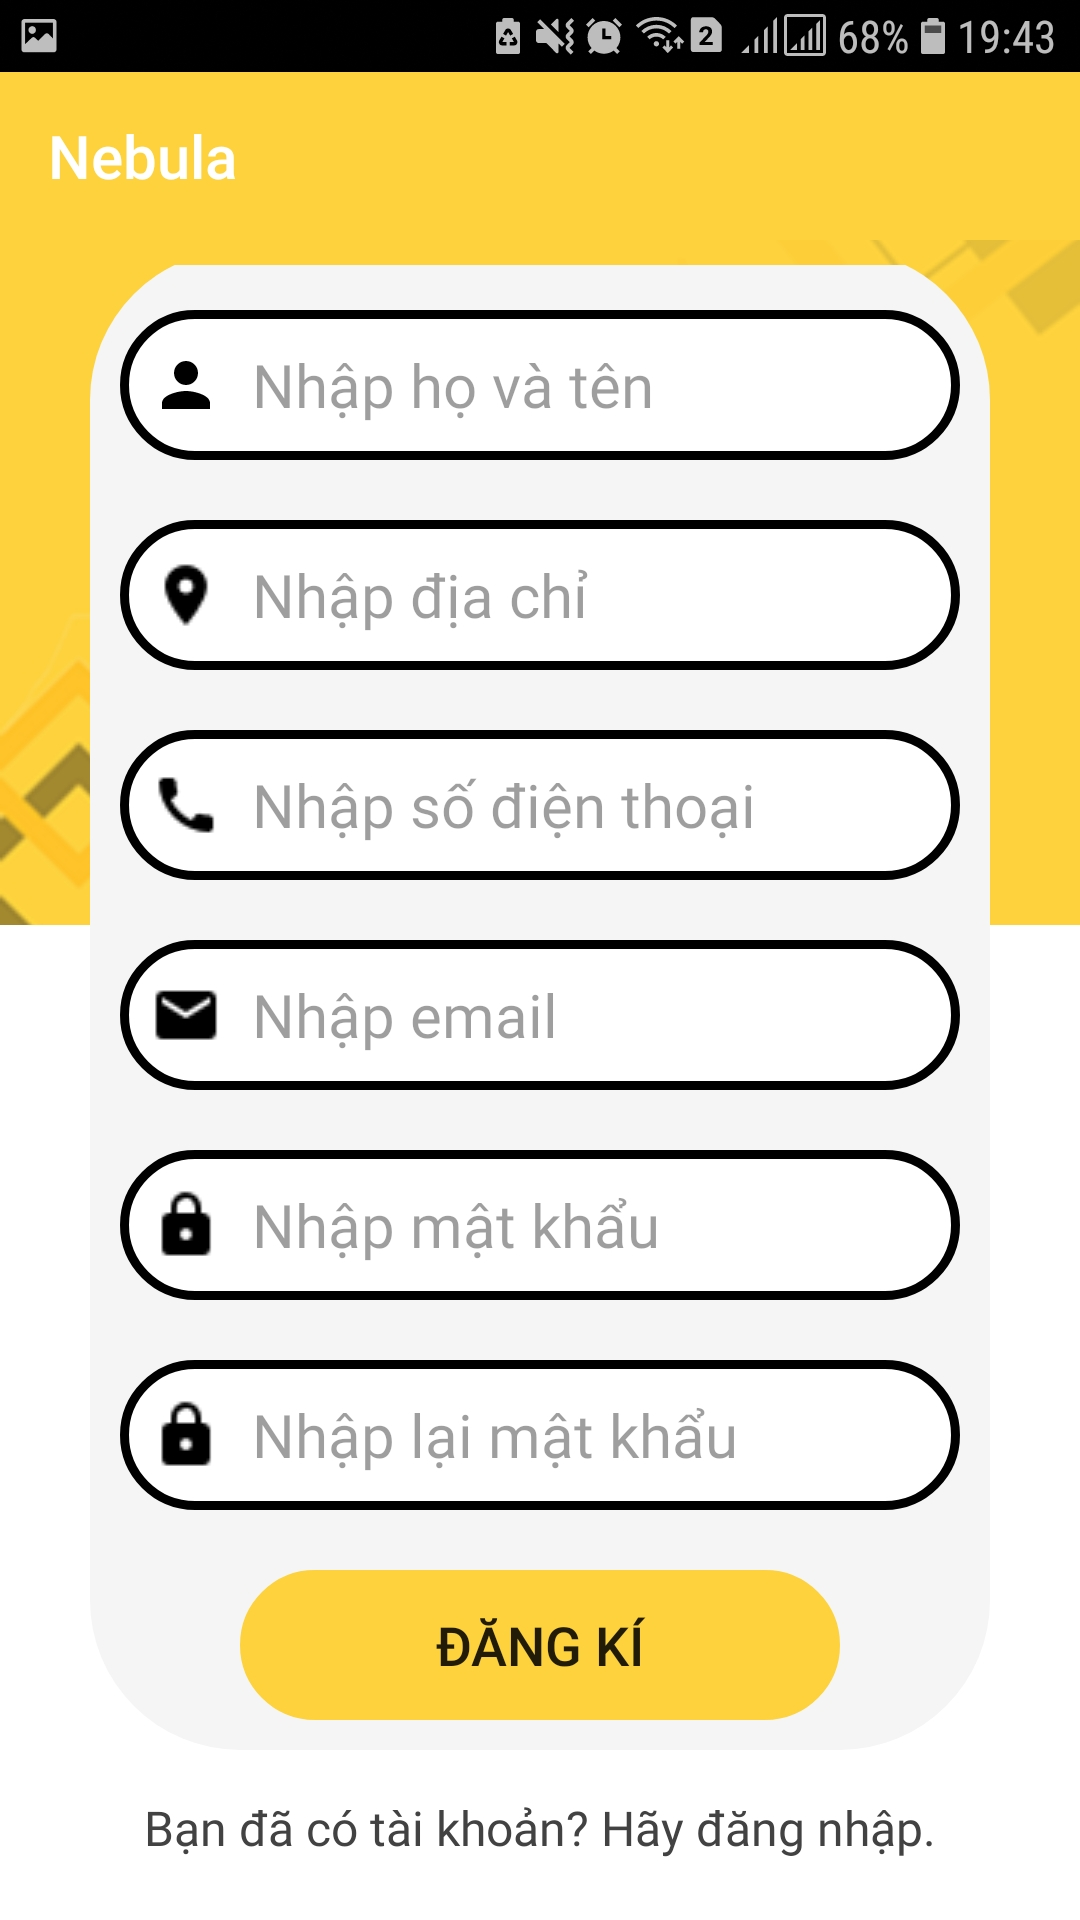 2 68% 19:43
Nebula
Nhập họ và tên
Nhập địa chỉ
Nhập số điện thoại
Nhập email
Nhập mật khẩu
Nhập lại mật khẩu
ĐĂNG KÍ
Bạn đã có tài khoản? Hãy đăng nhập.